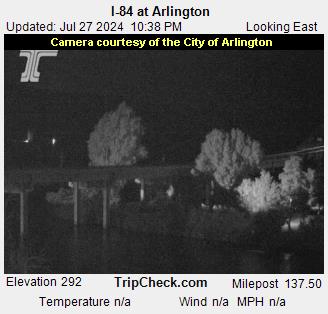 I-84 at Arlington
Updated: Jul 27 2024 10:38 PM Looking East
Camera courtesy of the City of Arlington
Elevation 292 TripCheck.com Milepost 137.50
Temperature n/a Wind n/a MPH n/a